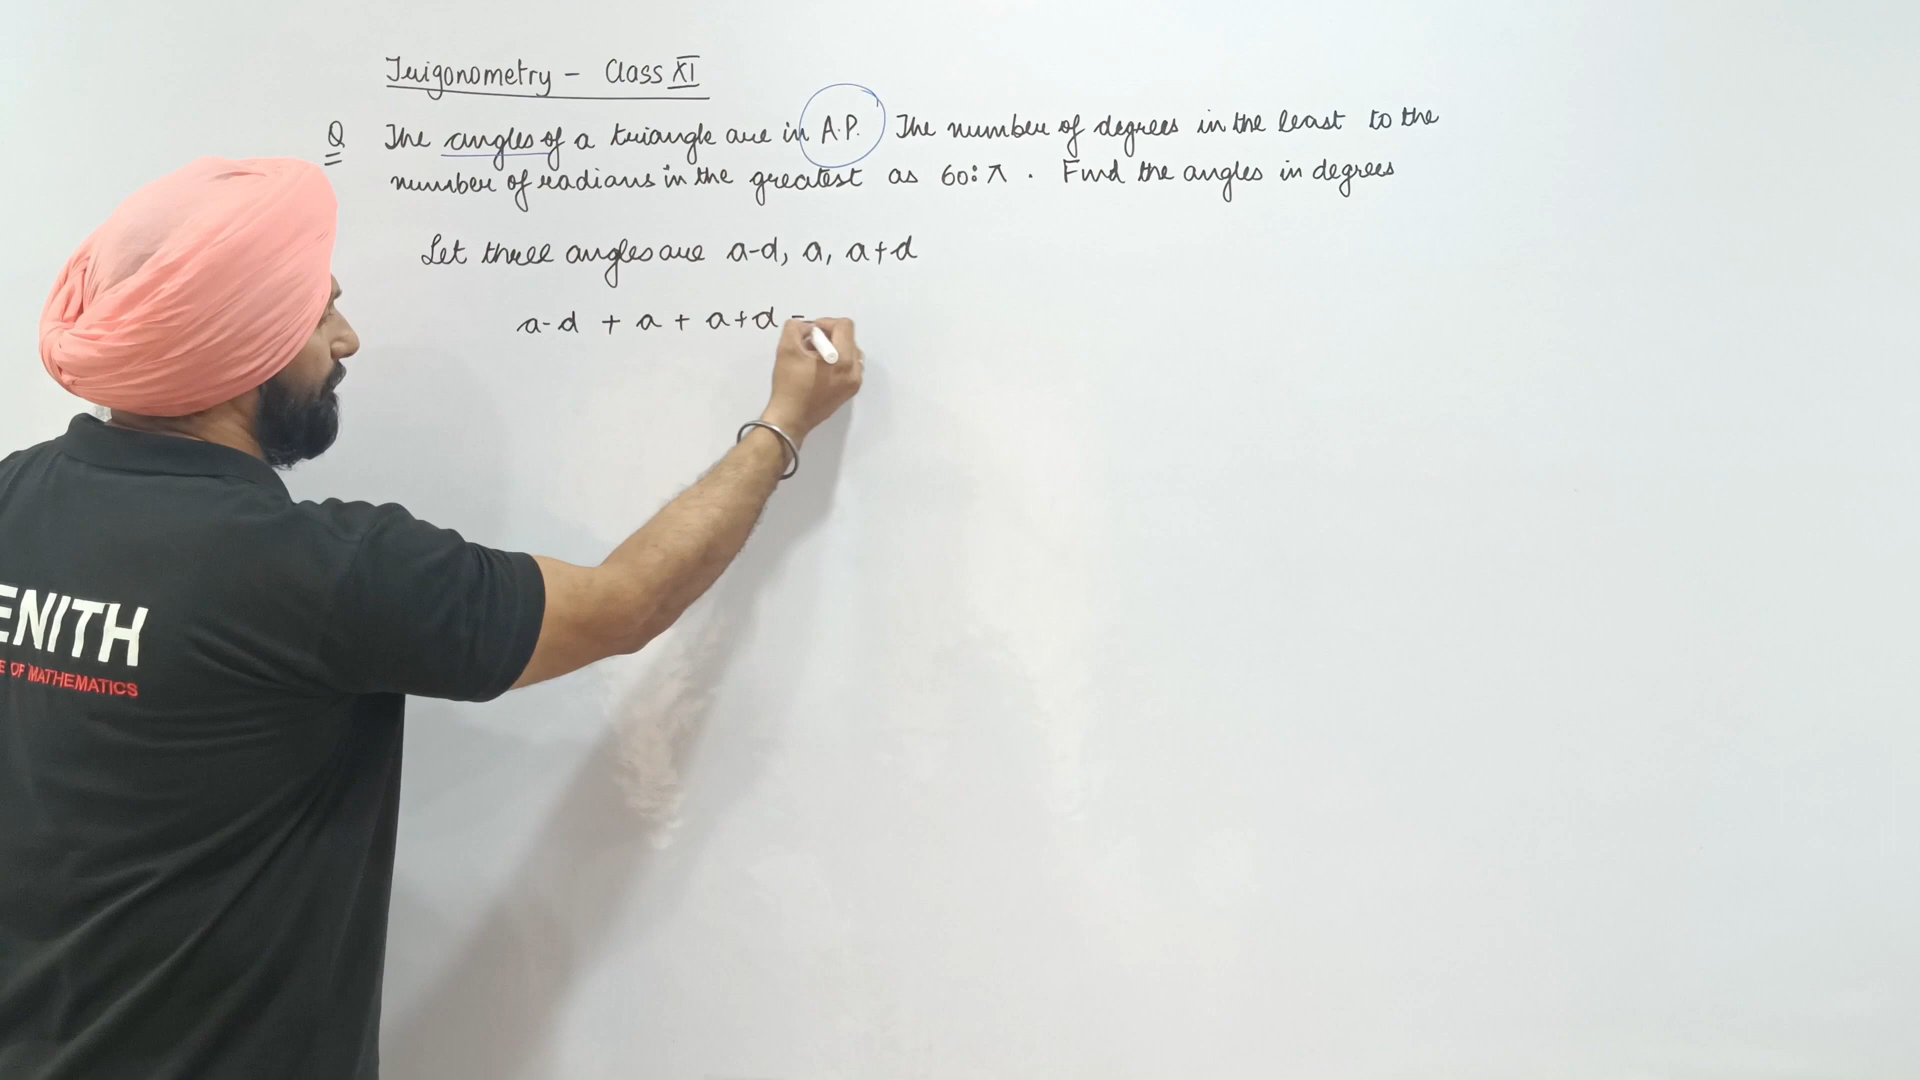 Trigonometry - Class XI
Q The angles of a triangle are in A.P. The number of degrees in the least to the
number of radians in the greatest as 60:π . Find the angles in degrees
Let three angles are a-d, a, a+d
a-d + a + a+d =
ENITH
E OF MATHEMATICS